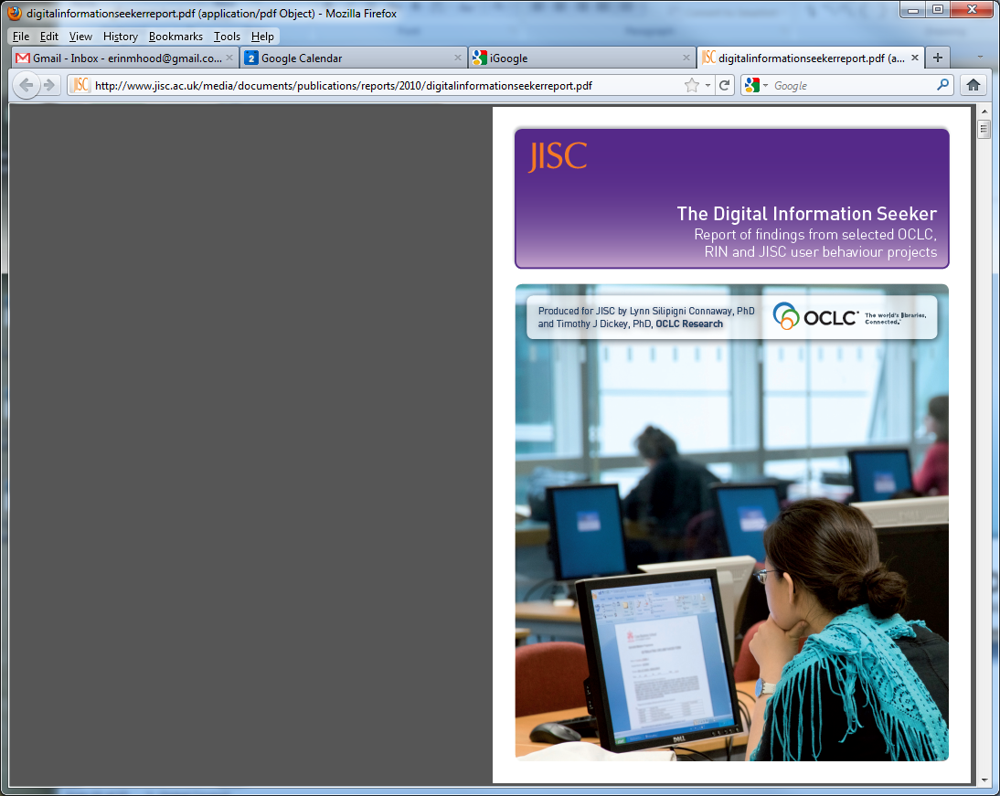 digitalinformationseekerreport.pdf (application/pdf Object) - Mozilla Firefox
File Edit View History Bookmarks Tools Help
Gmail - Inbox - erinmhood@gmail.co...
2 Google Calendar
iGoogle
JISC digitalinformationseekerreport.pdf (a...
JISC http://www.jisc.ac.uk/media/documents/publications/reports/2010/digitalinformationseekerreport.pdf
Google
JISC
The Digital Information Seeker
Report of findings from selected OCLC,
RIN and JISC user behaviour projects
Produced for JISC by Lynn Silipigni Connaway, PhD
and Timothy J Dickey, PhD, OCLC Research
OCLC
The world's libraries.
Connected.
DELL